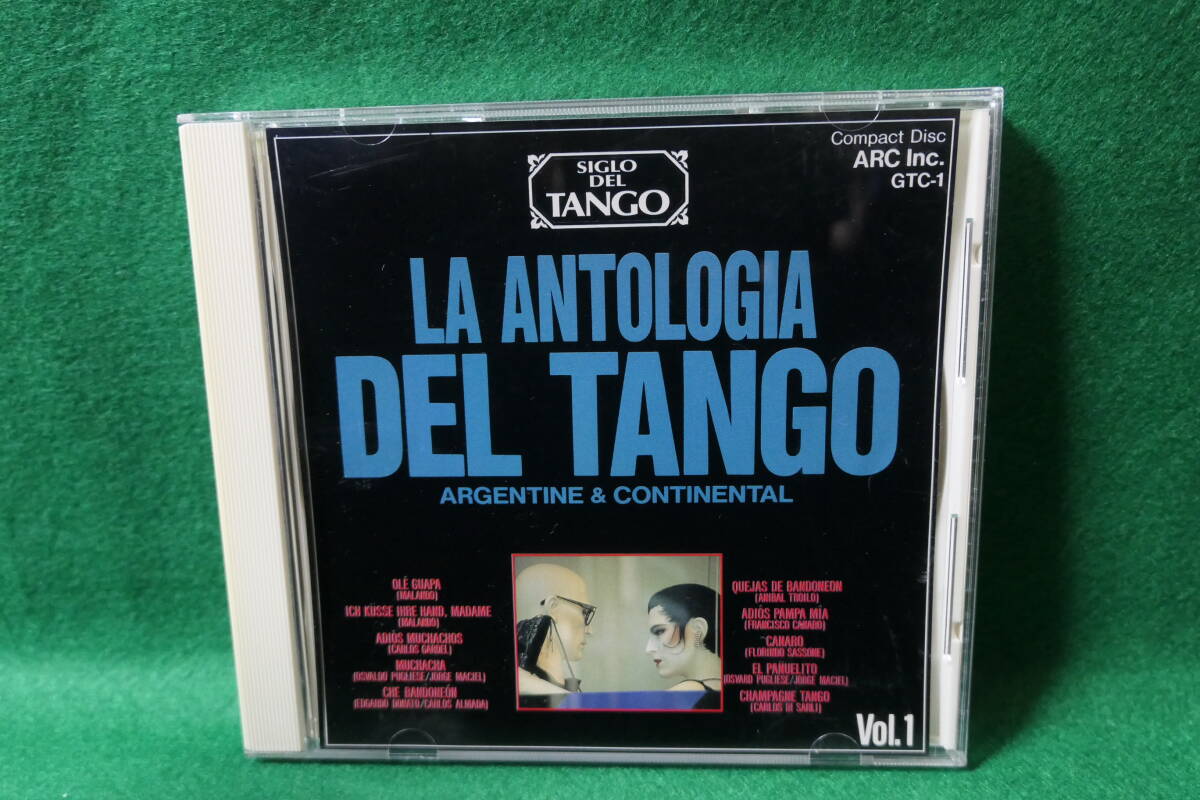 SIGLO
DEL
TANGO
Compact Disc
ARC Inc.
GTC-1
LA ANTOLOGIA
DEL TANGO
ARGENTINE & CONTINENTAL
OLÉ GUAPA
(MALANDO)
ICH KÜSSE IHRE HAND, MADAME
(MALANDO)
ADIÓS MUCHACHOS
(CARLOS GARDEL)
MUCHACHA
(OSVALDO PUGLIESE/JORGE MACIEL)
CHE BANDONEÓN
(EDGARDO DONATO/CARLOS ALMADA)
QUEJAS DE BANDONEON
(ANIBAL TROILO)
ADIÓS PAMPA MÍA
(FRANCISCO CANARO)
CANARO
(FLORINDO SASSONE)
EL PAÑUELITO
(OSVARD PUGLIESE/JORGE MACIEL)
CHAMPAGNE TANGO
(CARLOS DI SARLI)
Vol.1